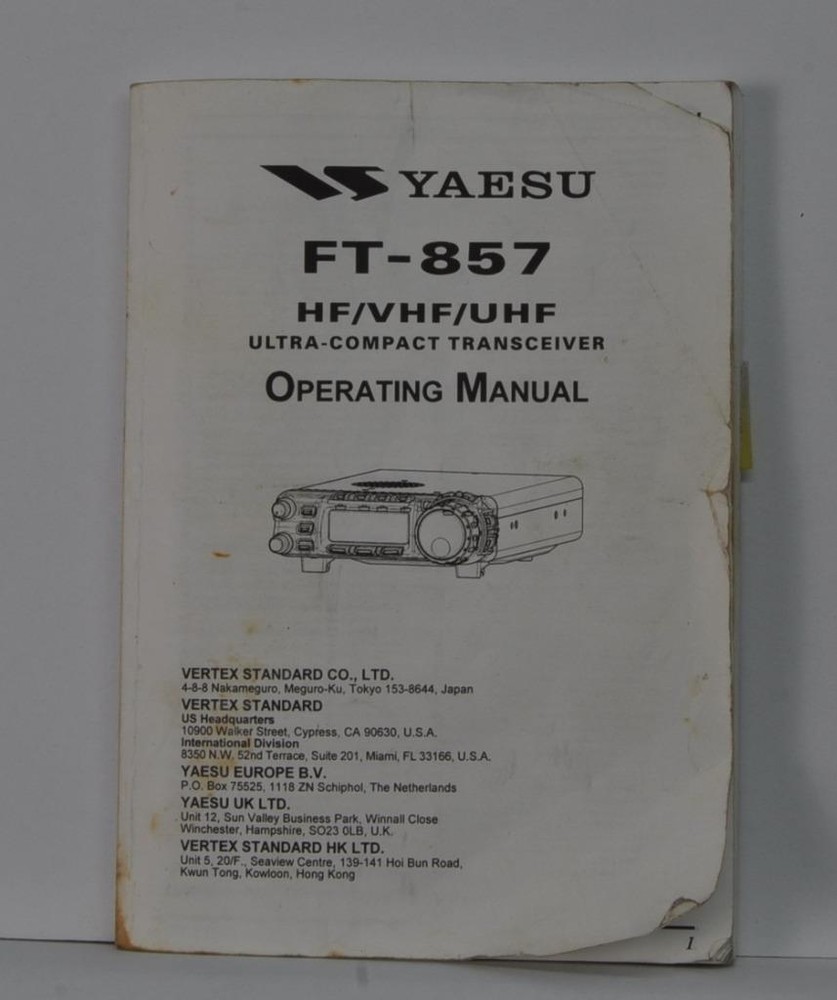 YAESU
FT-857
HF/VHF/UHF
ULTRA-COMPACT TRANSCEIVER
OPERATING MANUAL
VERTEX STANDARD CO., LTD.
4-8-8 Nakameguro, Meguro-Ku, Tokyo 153-8644, Japan
VERTEX STANDARD
US Headquarters
10900 Walker Street, Cypress, CA 90630, U.S.A.
International Division
8350 N.W. 52nd Terrace, Suite 201, Miami, FL 33166, U.S.A.
YAESU EUROPE B.V.
P.O. Box 75525, 1118 ZN Schiphol, The Netherlands
YAESU UK LTD.
Unit 12, Sun Valley Business Park, Winnall Close
Winchester, Hampshire, SO23 0LB, U.K.
VERTEX STANDARD HK LTD.
Unit 5, 20/F., Seaview Centre, 139-141 Hoi Bun Road,
Kwun Tong, Kowloon, Hong Kong
1